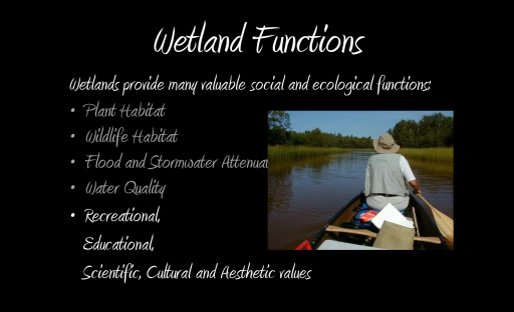 Wetland Functions
Wetlands provide many valuable social and ecological functions:
• Plant Habitat
• Wildlife Habitat
• Flood and Stormwater
• Water Quality
• Recreational,
Educational,
Scientific, Cultural and Aesthetic values